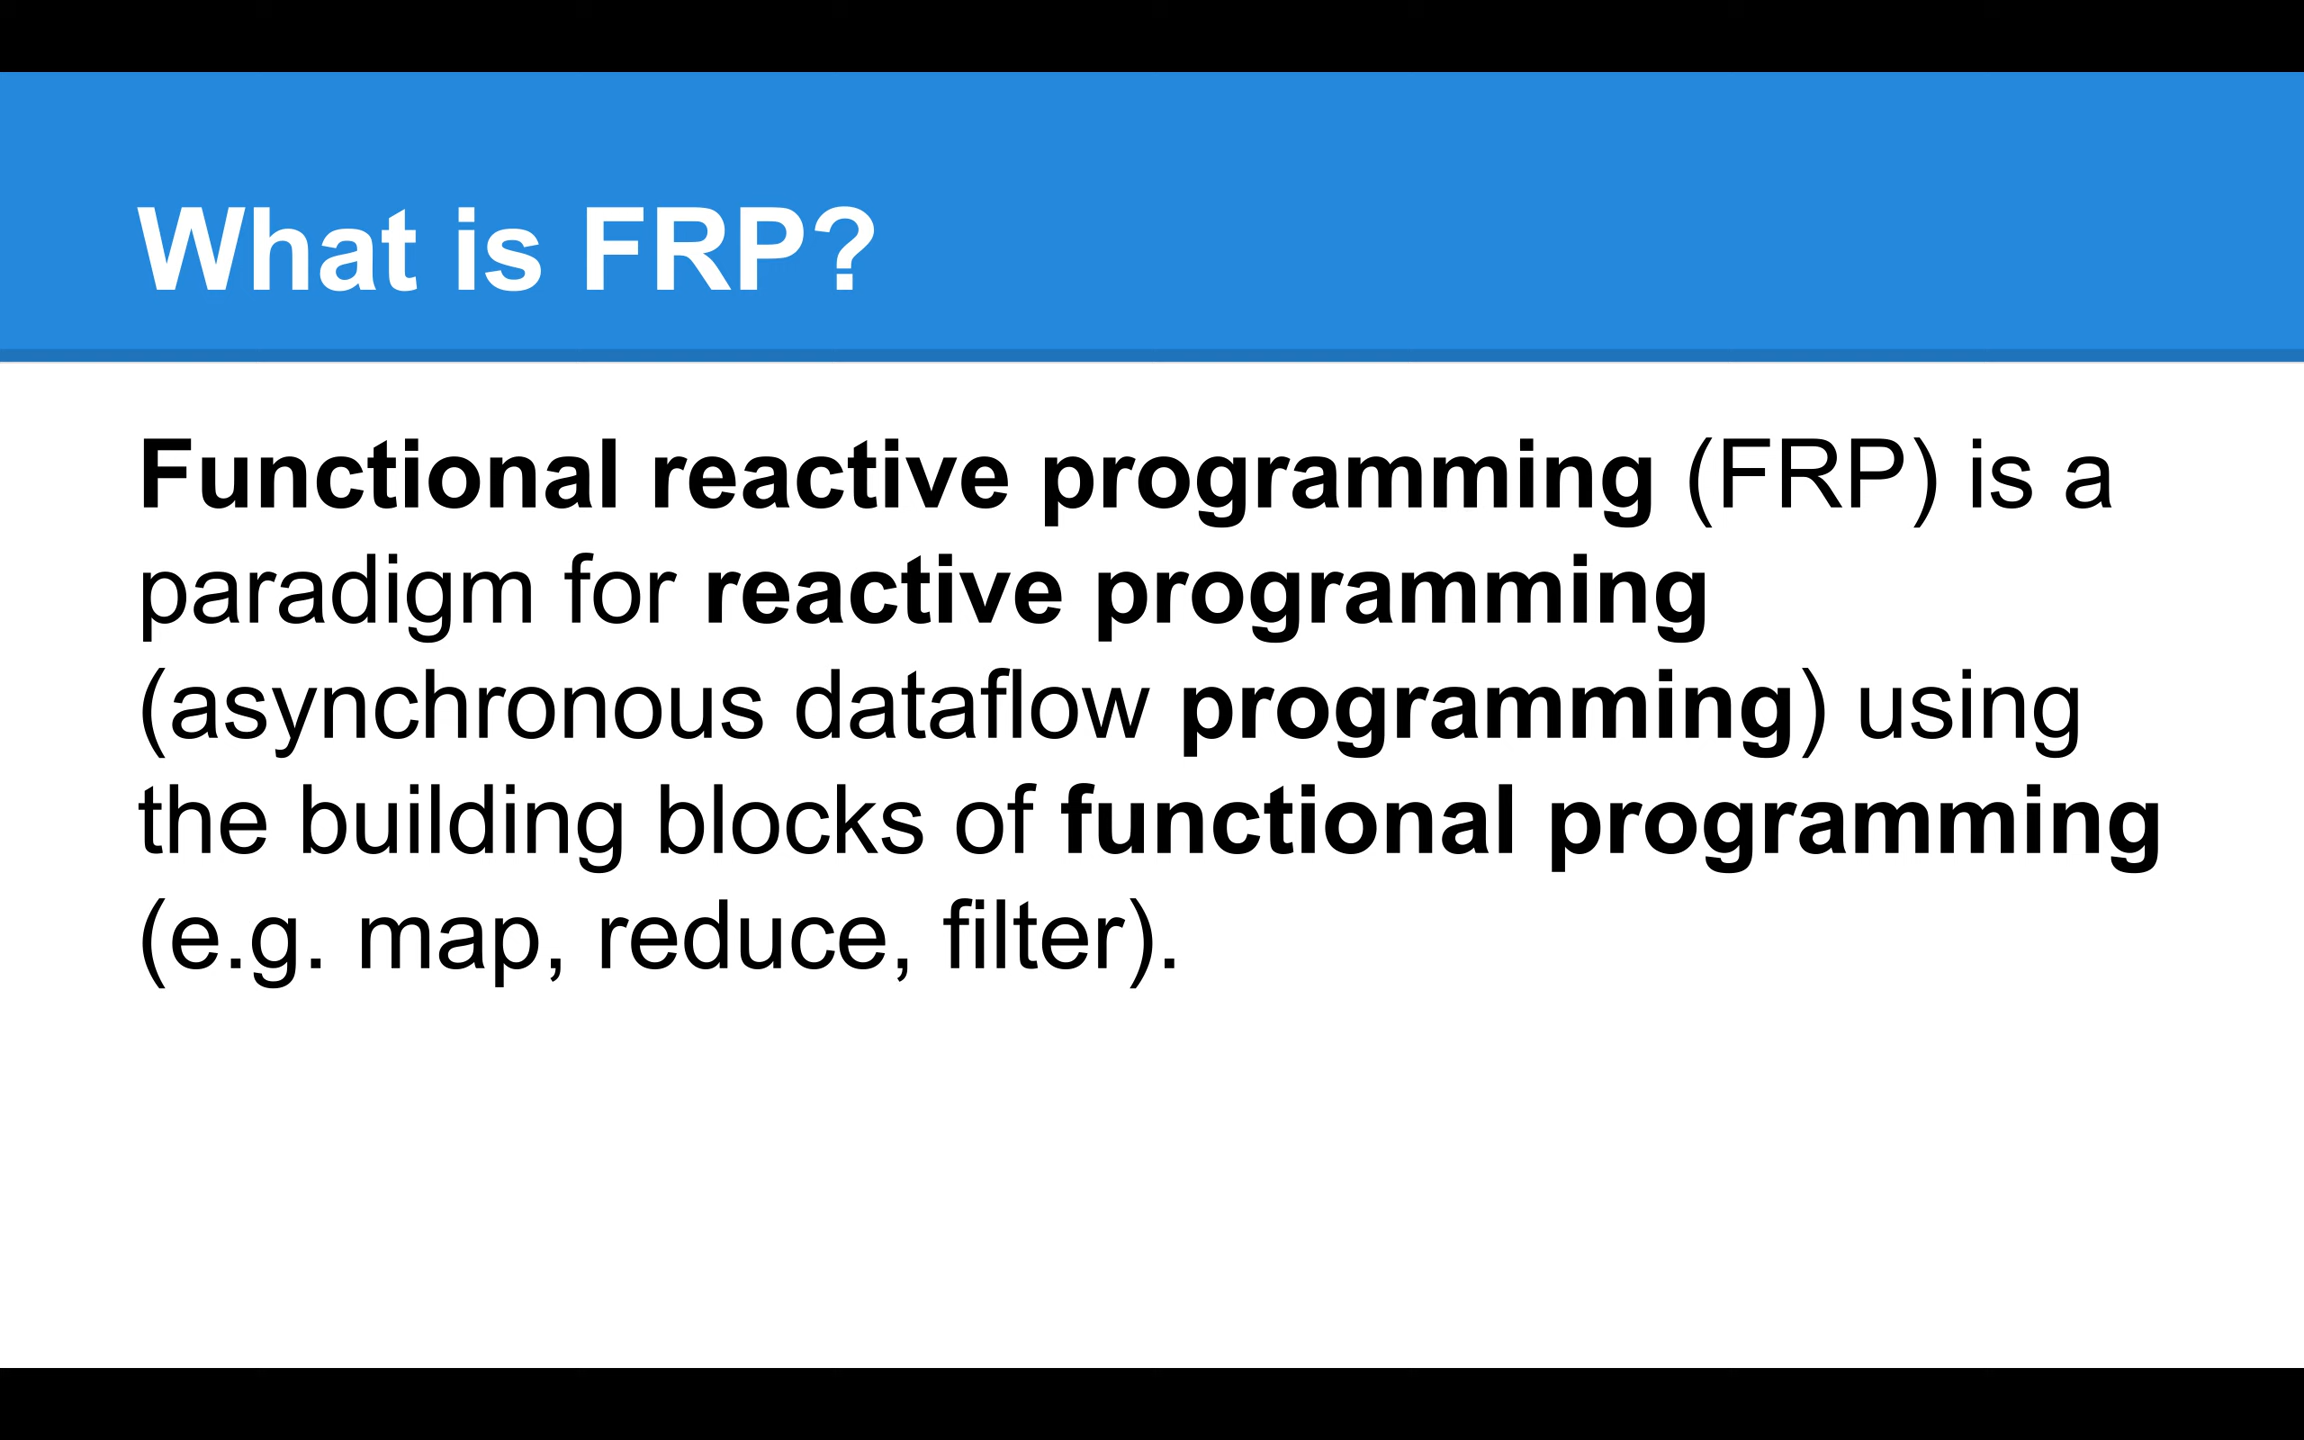 What is FRP?
Functional reactive programming (FRP) is a
paradigm for reactive programming
(asynchronous dataflow programming) using
the building blocks of functional programming
(e.g. map, reduce, filter).